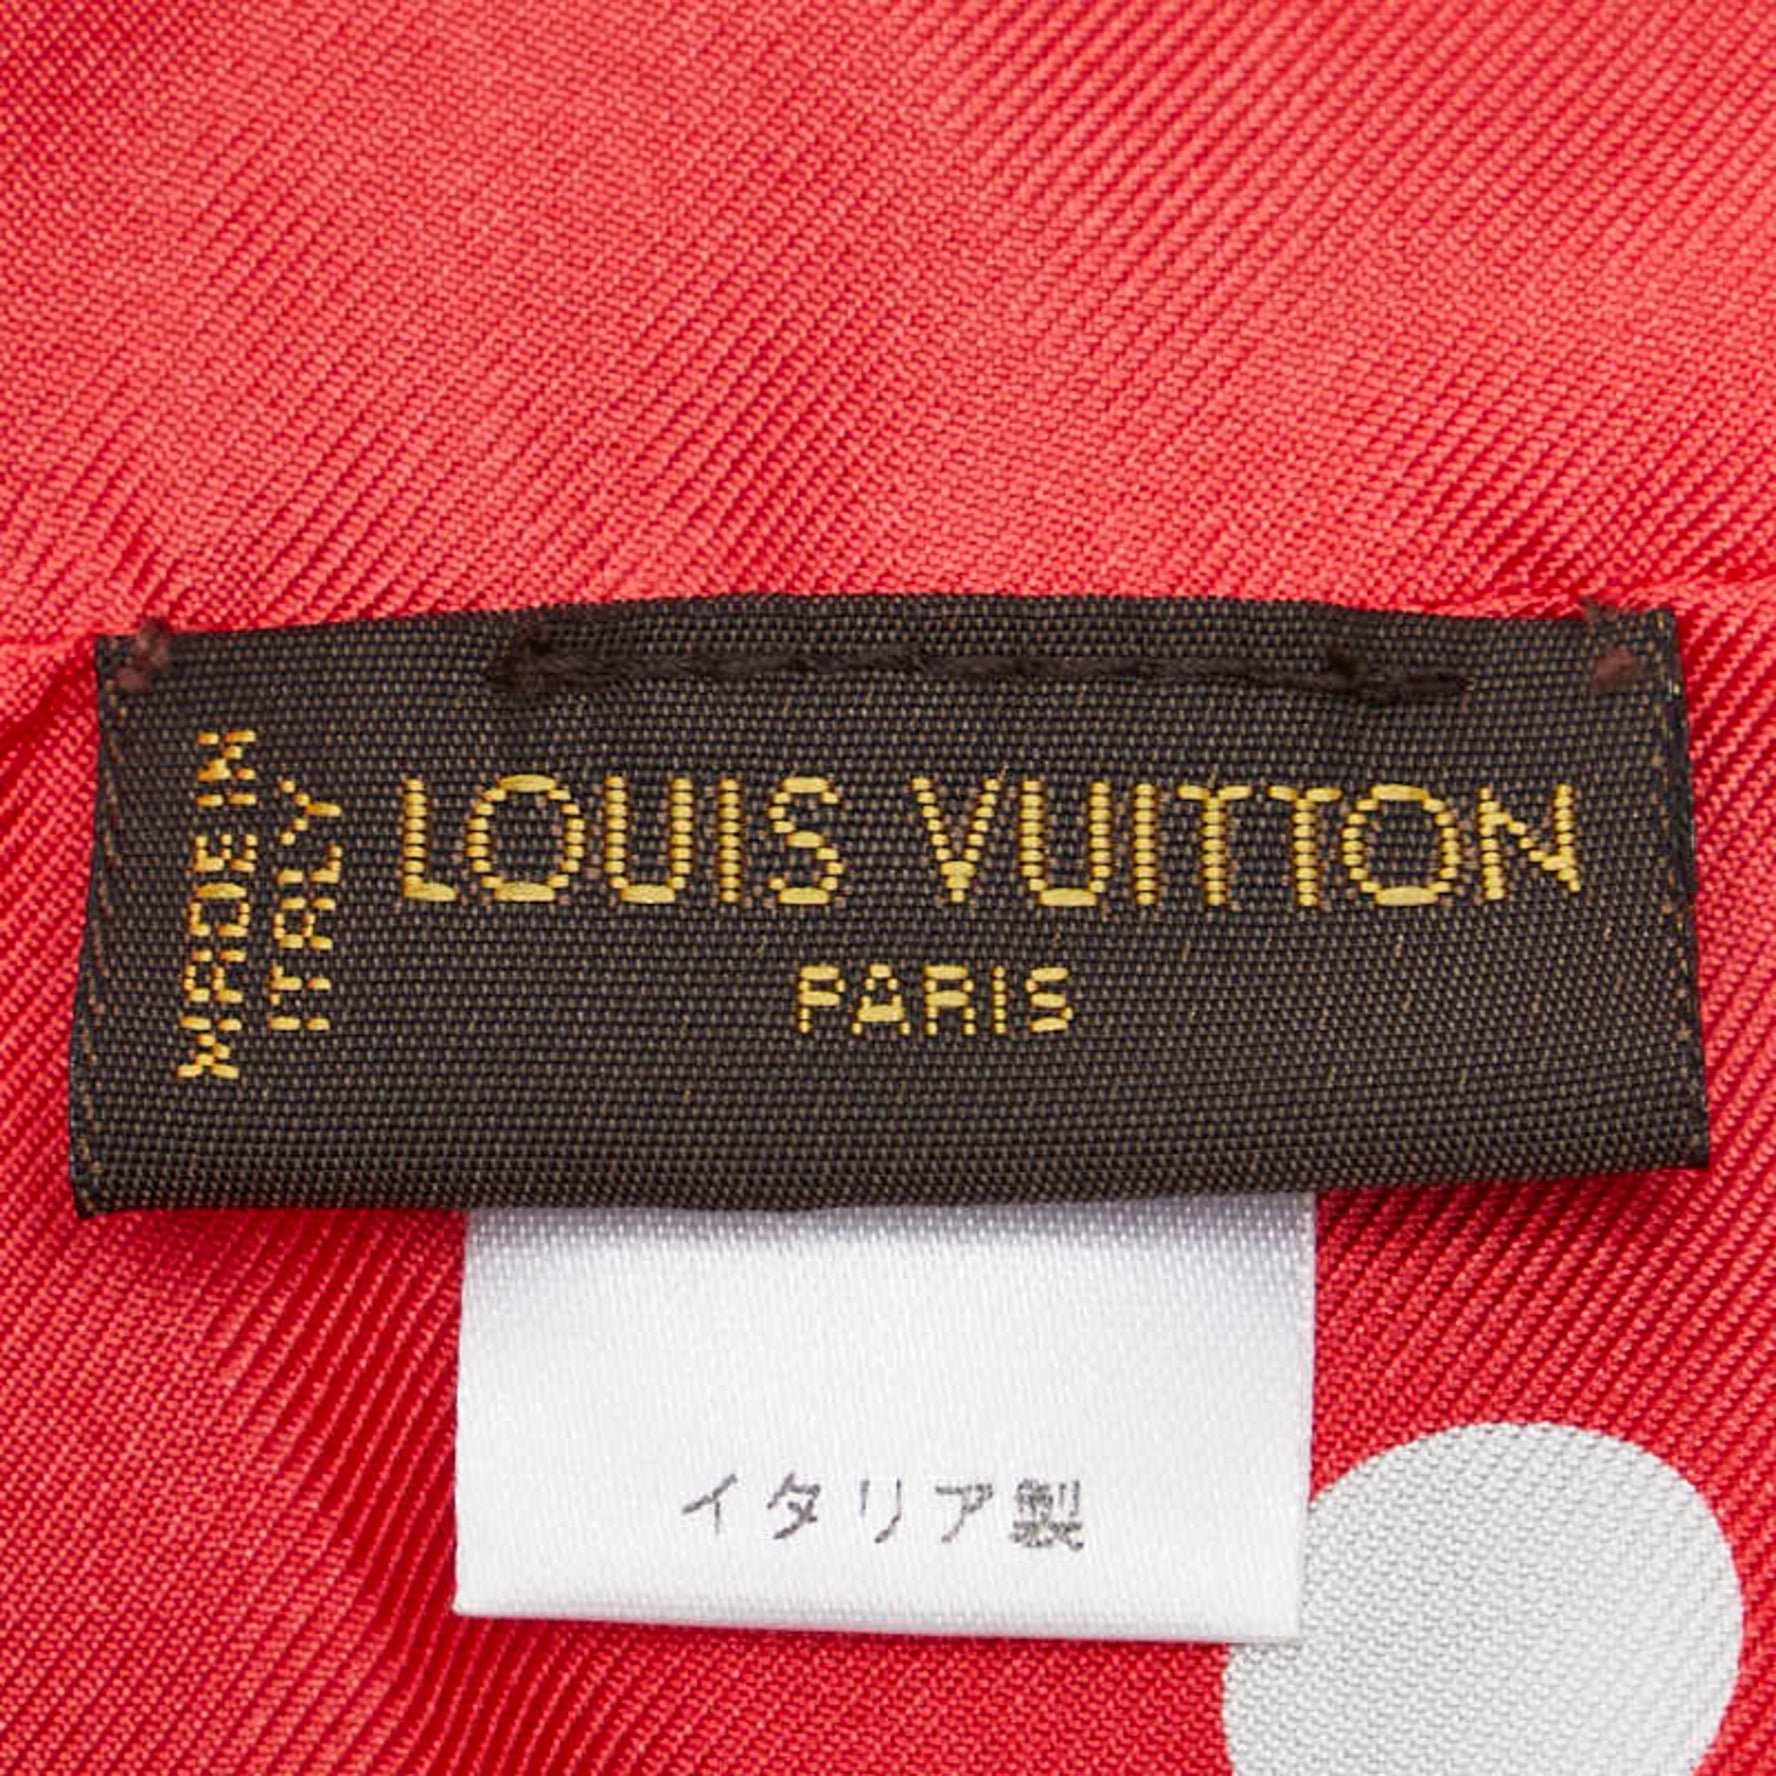 MADE IN
ITALY
LOUIS VUITTON
PARIS
イタリア製